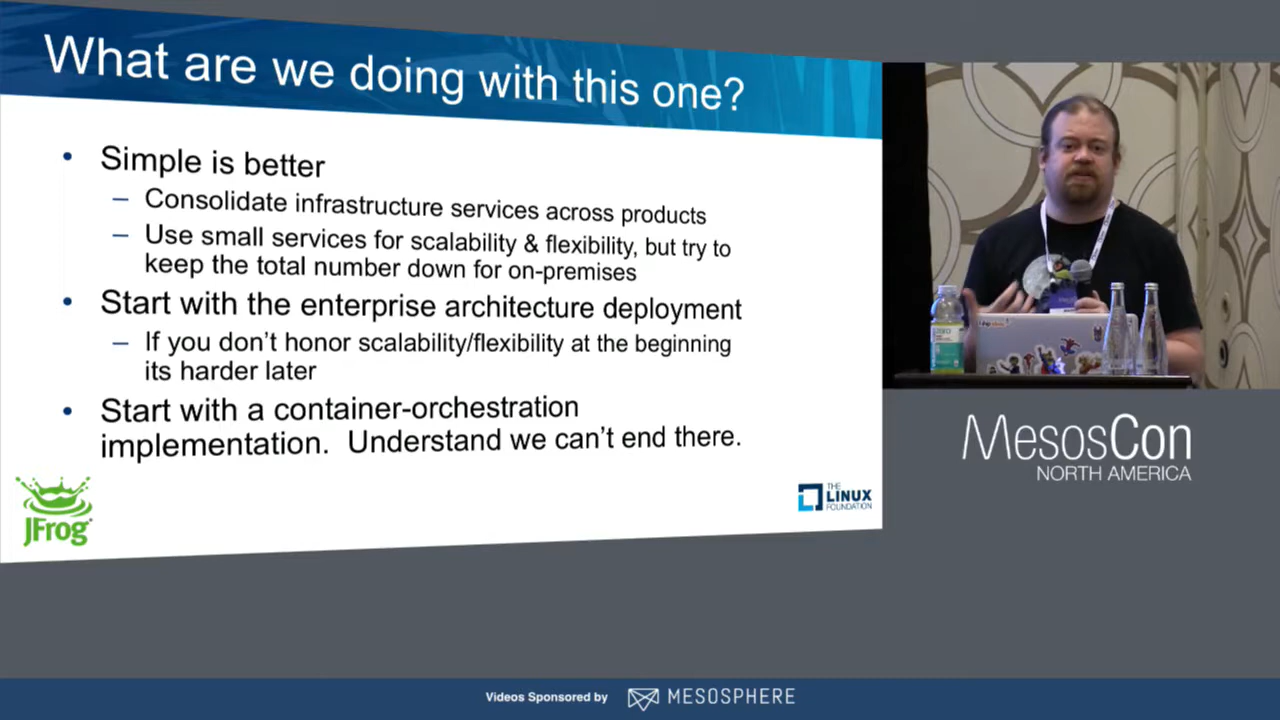 What are we doing with this one?
• Simple is better
– Consolidate infrastructure services across products
– Use small services for scalability & flexibility, but try to
keep the total number down for on-premises
• Start with the enterprise architecture deployment
– If you don't honor scalability/flexibility at the beginning
its harder later
• Start with a container-orchestration
implementation. Understand we can't end there.
JFrog
THE
LINUX
FOUNDATION
MesosCon
NORTH AMERICA
Videos Sponsored by MESOSPHERE